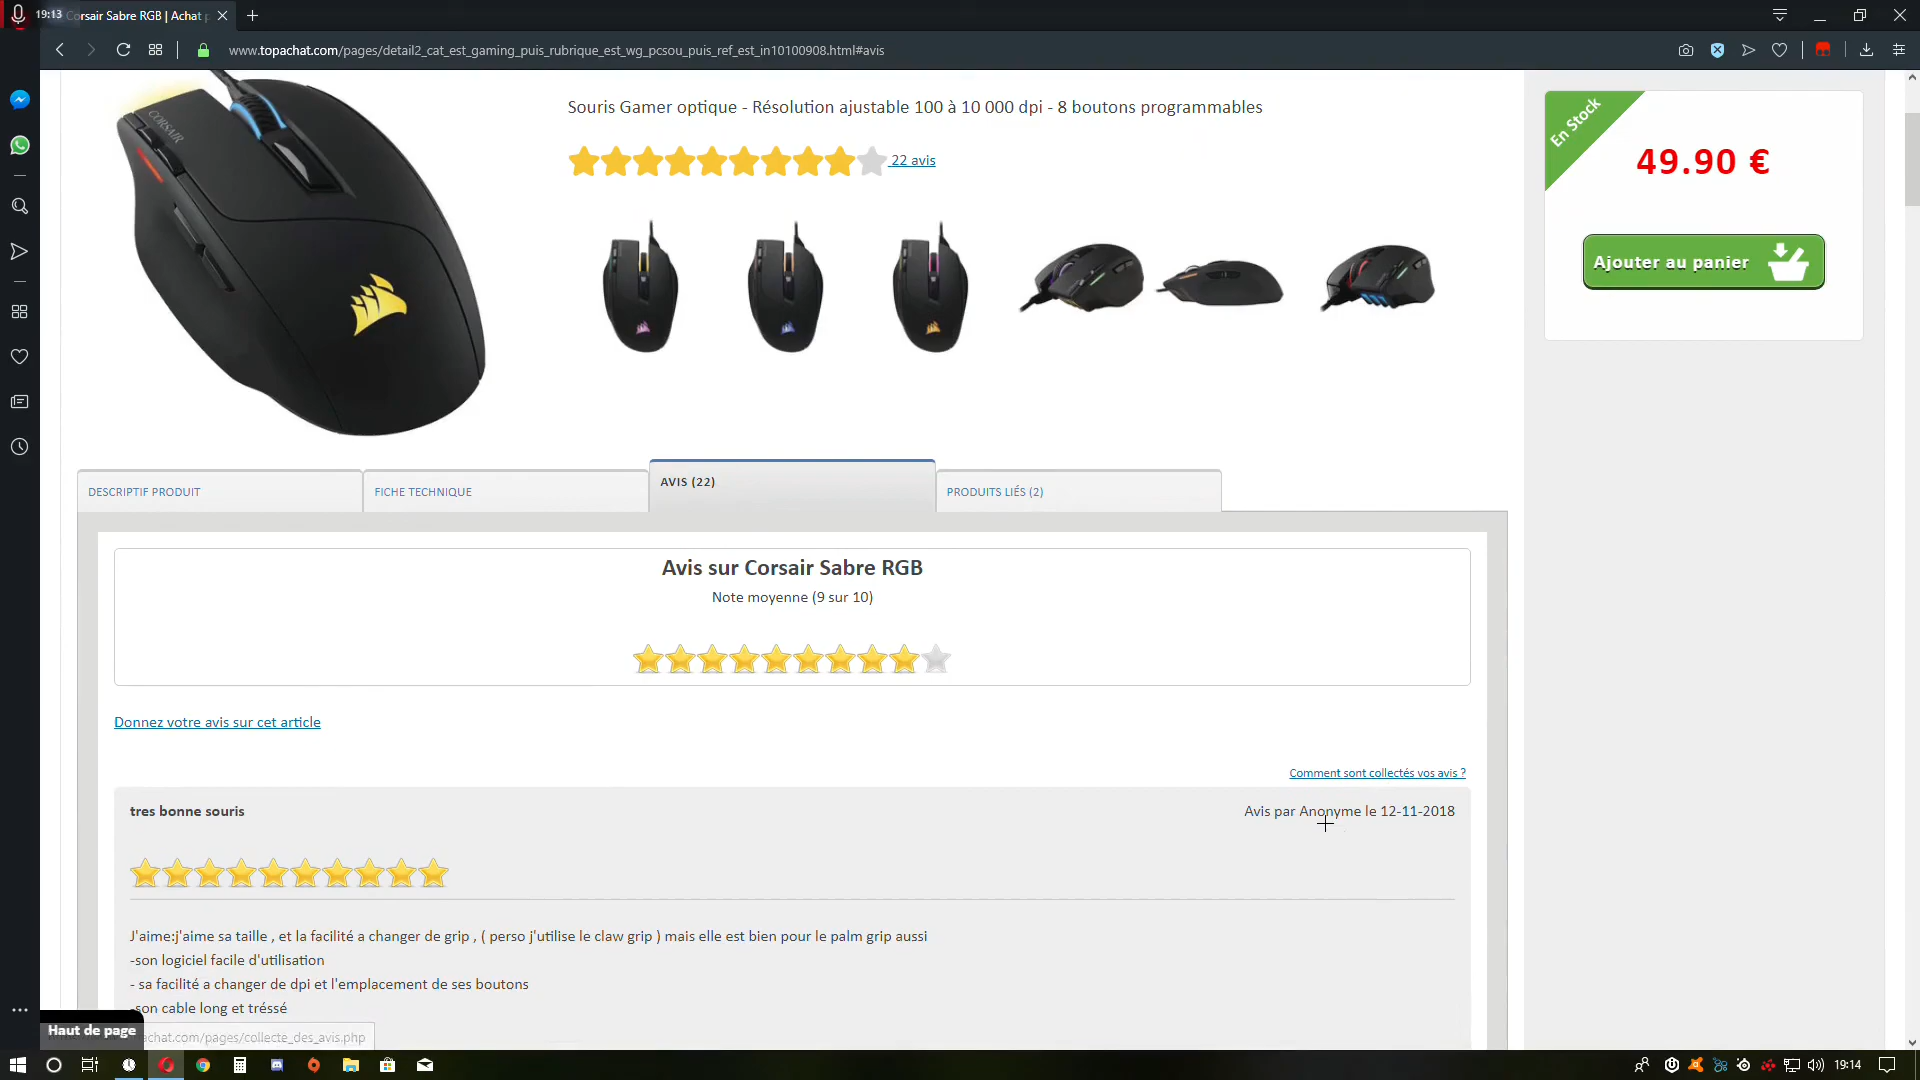 19:13
orsair Sabre RGB | Achat p
www.topachat.com/pages/detail2_cat_est_gaming_puis_rubrique_est_wg_pcsou_puis_ref_est_in10100908.html#avis
CORSAIR
Souris Gamer optique - Résolution ajustable 100 à 10 000 dpi - 8 boutons programmables
22 avis
En Stock
49.90 €
Ajouter au panier
DESCRIPTIF PRODUIT
FICHE TECHNIQUE
AVIS (22)
PRODUITS LIÉS (2)
Avis sur Corsair Sabre RGB
Note moyenne (9 sur 10)
Donnez votre avis sur cet article
Comment sont collectés vos avis ?
tres bonne souris
Avis par Anonyme le 12-11-2018
J'aime:j'aime sa taille , et la facilité a changer de grip , ( perso j'utilise le claw grip ) mais elle est bien pour le palm grip aussi
-son logiciel facile d'utilisation
- sa facilité a changer de dpi et l'emplacement de ses boutons
-son cable long et tréssé
Haut de page
achat.com/pages/collecte_des_avis.php
19:14